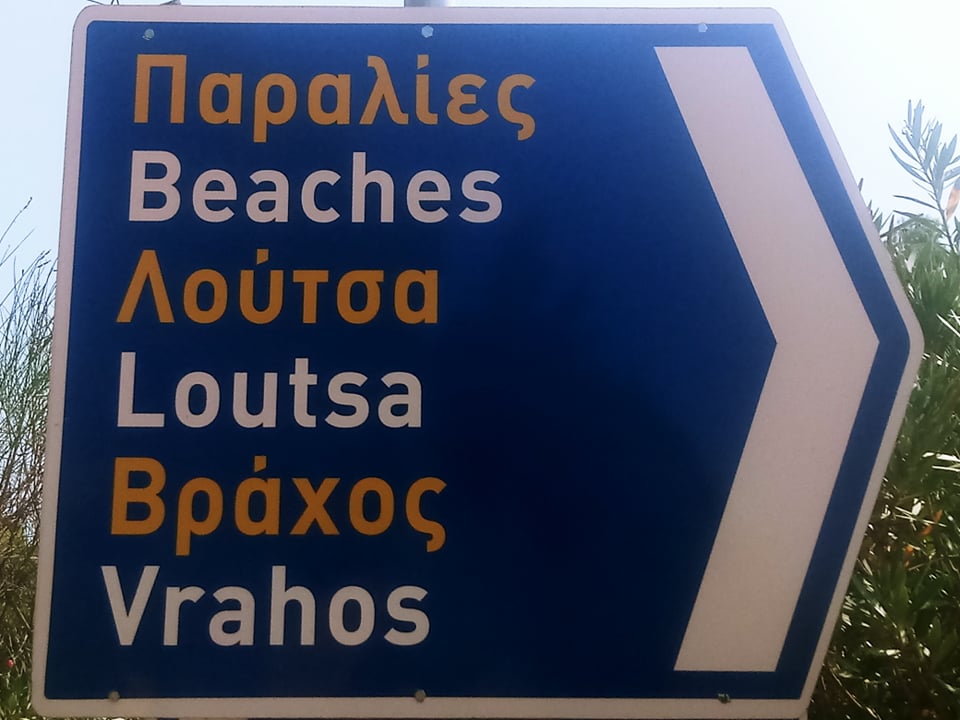 Παραλίες
Beaches
Λούτσα
Loutsa
Βράχος
Vrahos